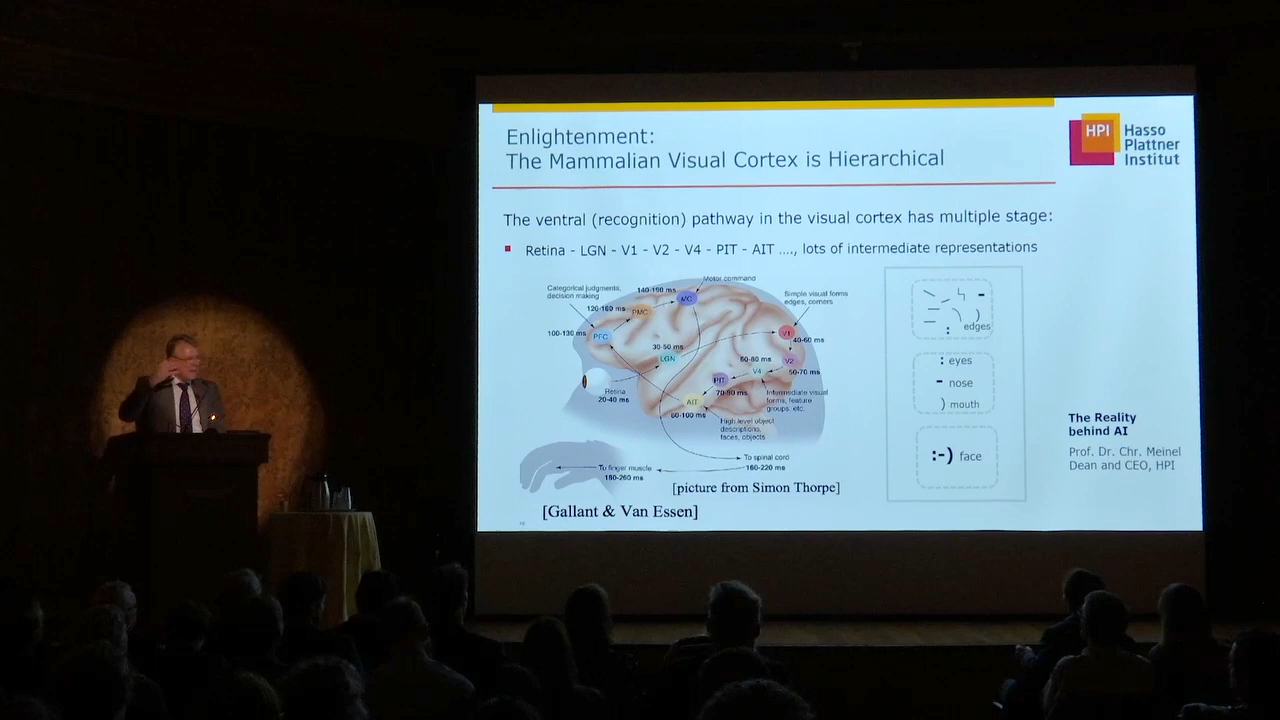 Enlightenment:
The Mammalian Visual Cortex is Hierarchical
HPI
Hasso
Plattner
Institut
The ventral (recognition) pathway in the visual cortex has multiple stage:
Retina - LGN - V1 - V2 - V4 - PIT - AIT ...., lots of intermediate representations
Categorical judgments,
decision making
140-190 ms
Motor command
120-160 ms
PMC
MC
Simple visual forms
edges, corners
100-130 ms
PFC
30-50 ms
LGN
V1
40-60 ms
V2
50-70 ms
60-80 ms
V4
PIT
70-90 ms
Retina
20-40 ms
AIT
80-100 ms
Intermediate visual
forms, feature
groups, etc.
High level object
descriptions,
faces, objects
To spinal cord
160-220 ms
To finger muscle
180-260 ms
[picture from Simon Thorpe]
[Gallant & Van Essen]
edges
: eyes
- nose
) mouth
:-) face
The Reality
behind AI
Prof. Dr. Chr. Meinel
Dean and CEO, HPI